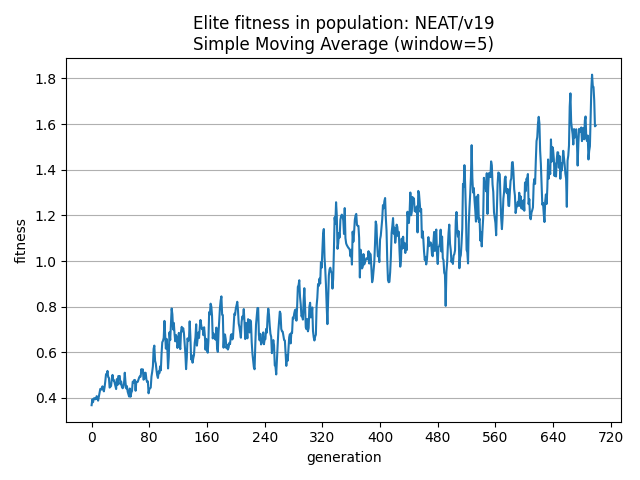 Elite fitness in population: NEAT/v19
Simple Moving Average (window=5)
fitness
1.8
1.6
1.4
1.2
1.0
0.8
0.6
0.4
0 80 160 240 320 400 480 560 640 720
generation